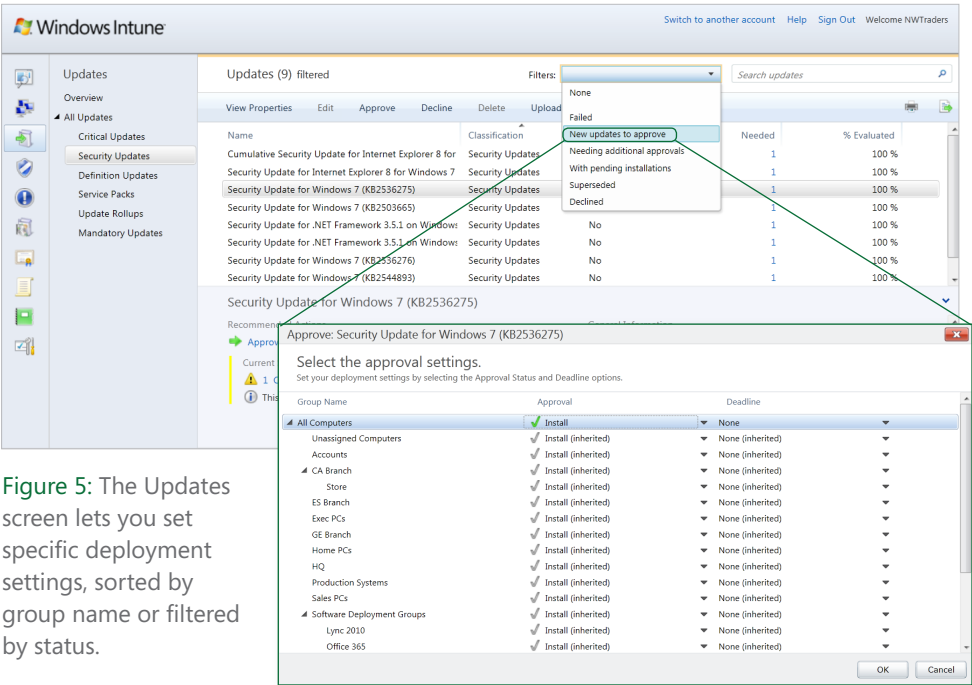 Windows Intune
Switch to another account Help Sign Out Welcome NWTraders
Updates
Overview
All Updates
Critical Updates
Security Updates
Definition Updates
Service Packs
Update Rollups
Mandatory Updates
Updates (9) filtered
Filters:
Search updates
View Properties Edit Approve Decline Delete Upload
None
Failed
New updates to approve
Needing additional approvals
With pending installations
Superseded
Declined
Name Classification Needed % Evaluated
Cumulative Security Update for Internet Explorer 8 for Security Updates 1 100 %
Security Update for Internet Explorer 8 for Windows 7 Security Updates 1 100 %
Security Update for Windows 7 (KB2536275) Security Updates 1 100 %
Security Update for Windows 7 (KB2503665) Security Updates 1 100 %
Security Update for .NET Framework 3.5.1 on Windows Security Updates No 1 100 %
Security Update for .NET Framework 3.5.1 on Windows Security Updates No 1 100 %
Security Update for Windows 7 (KB2536276) Security Updates No 1 100 %
Security Update for Windows 7 (KB2544893) Security Updates No 1 100 %
Security Update for Windows 7 (KB2536275)
Current
1
This
Approve: Security Update for Windows 7 (KB2536275)
Select the approval settings.
Set your deployment settings by selecting the Approval Status and Deadline options.
Group Name Approval Deadline
All Computers Install None
Unassigned Computers Install (inherited) None (inherited)
Accounts Install (inherited) None (inherited)
CA Branch Install (inherited) None (inherited)
Store Install (inherited) None (inherited)
ES Branch Install (inherited) None (inherited)
Exec PCs Install (inherited) None (inherited)
GE Branch Install (inherited) None (inherited)
Home PCs Install (inherited) None (inherited)
HQ Install (inherited) None (inherited)
Production Systems Install (inherited) None (inherited)
Sales PCs Install (inherited) None (inherited)
Software Deployment Groups Install (inherited) None (inherited)
Lync 2010 Install (inherited) None (inherited)
Office 365 Install (inherited) None (inherited)
OK Cancel
Figure 5: The Updates
screen lets you set
specific deployment
settings, sorted by
group name or filtered
by status.